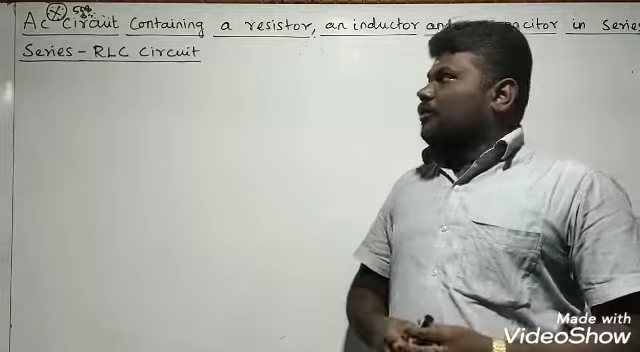 Ac Circuit Containing a resistor, an inductor and capacitor in Series
Series - RLC Circuit
Made with
VideoShow